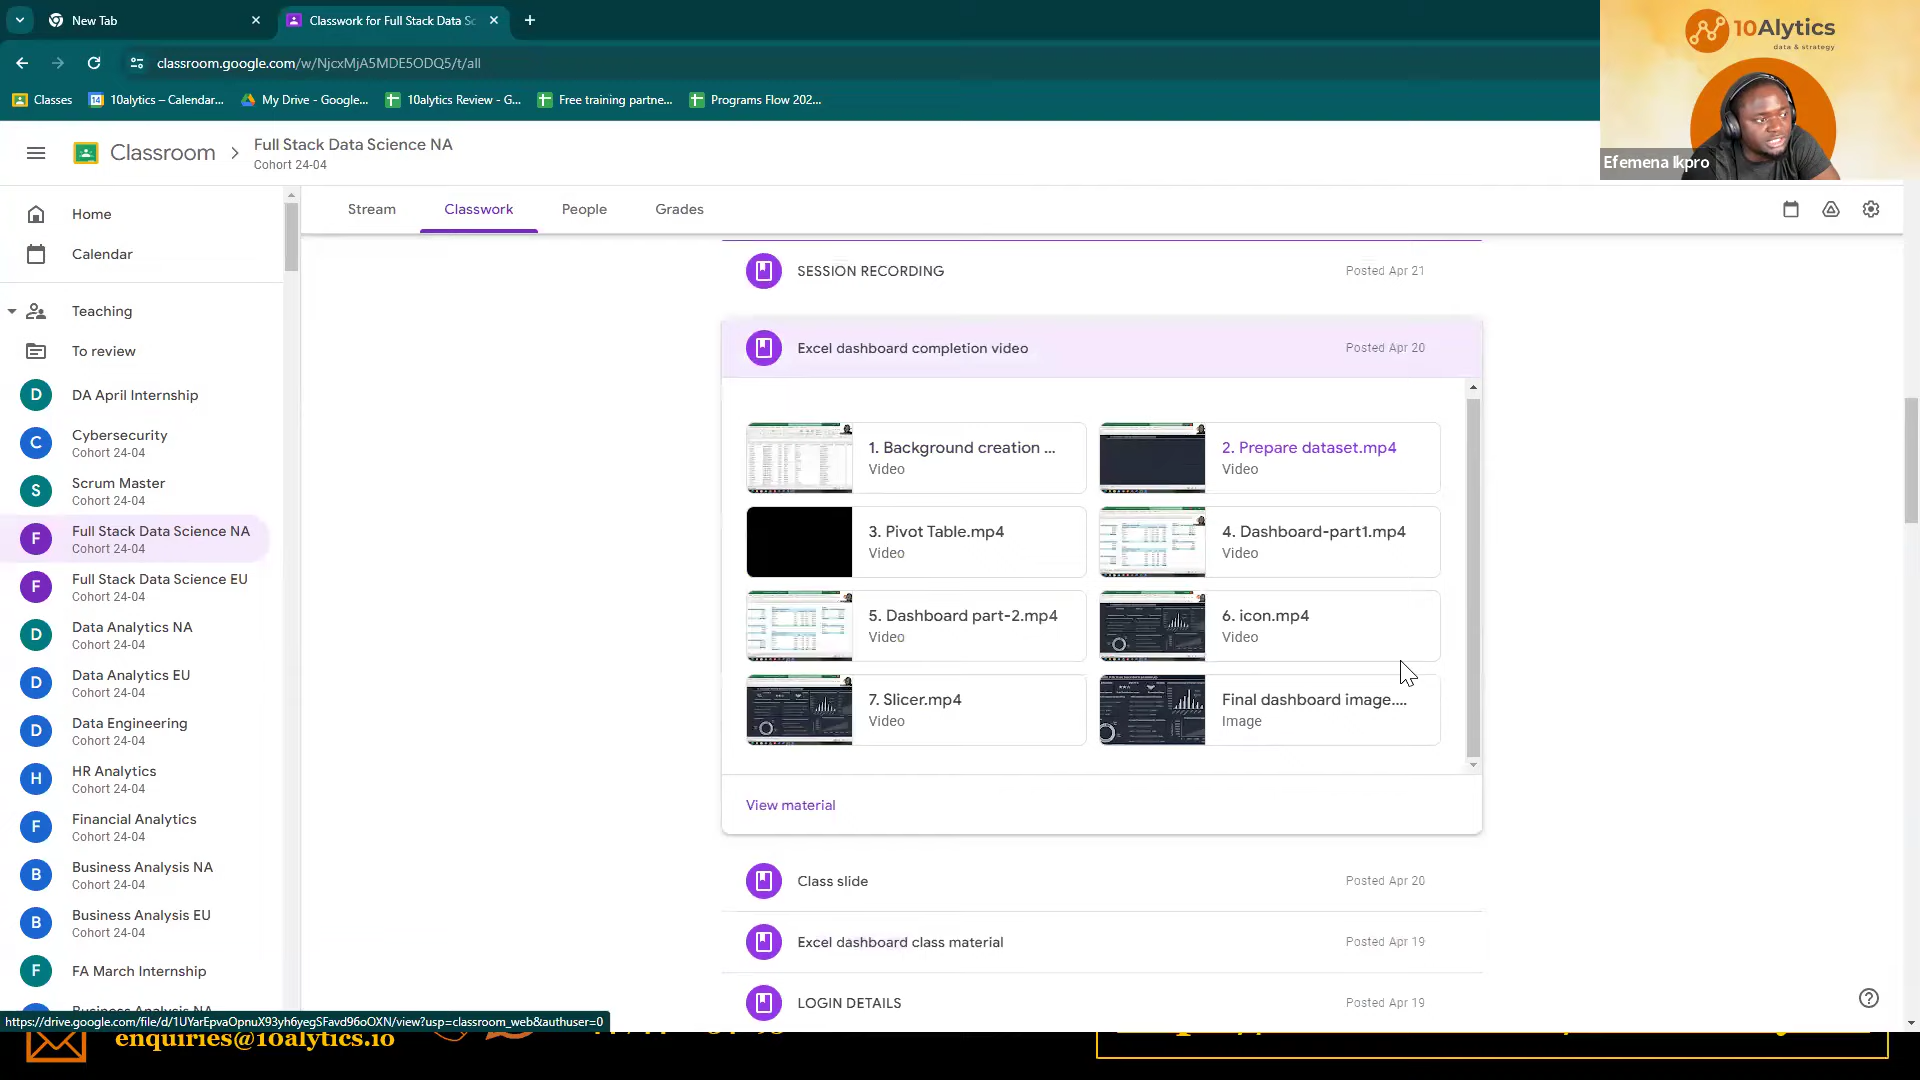 New Tab
Classwork for Full Stack Data Sc
classroom.google.com/w/NjcxMjA5MDE5ODQ5/t/all
Classes
10alytics – Calendar...
My Drive - Google...
10alytics Review - G...
Free training partne...
Programs Flow 202...
10Alytics
data & strategy
Efemena Ikpro
Classroom
Full Stack Data Science NA
Cohort 24-04
Home
Calendar
Teaching
To review
D
DA April Internship
C
Cybersecurity
Cohort 24-04
S
Scrum Master
Cohort 24-04
F
Full Stack Data Science NA
Cohort 24-04
F
Full Stack Data Science EU
Cohort 24-04
D
Data Analytics NA
Cohort 24-04
D
Data Analytics EU
Cohort 24-04
D
Data Engineering
Cohort 24-04
H
HR Analytics
Cohort 24-04
F
Financial Analytics
Cohort 24-04
B
Business Analysis NA
Cohort 24-04
B
Business Analysis EU
Cohort 24-04
F
FA March Internship
Business Analysis NA
Stream
Classwork
People
Grades
SESSION RECORDING
Posted Apr 21
Excel dashboard completion video
Posted Apr 20
1. Background creation ...
Video
2. Prepare dataset.mp4
Video
3. Pivot Table.mp4
Video
4. Dashboard-part1.mp4
Video
5. Dashboard part-2.mp4
Video
6. icon.mp4
Video
7. Slicer.mp4
Video
Final dashboard image....
Image
View material
Class slide
Posted Apr 20
Excel dashboard class material
Posted Apr 19
LOGIN DETAILS
Posted Apr 19
https://drive.google.com/file/d/1UYarEpvaOpnuX93yh6yegSFavd96oOXN/view?usp=classroom_web&authuser=0
enquiries@10alytics.io